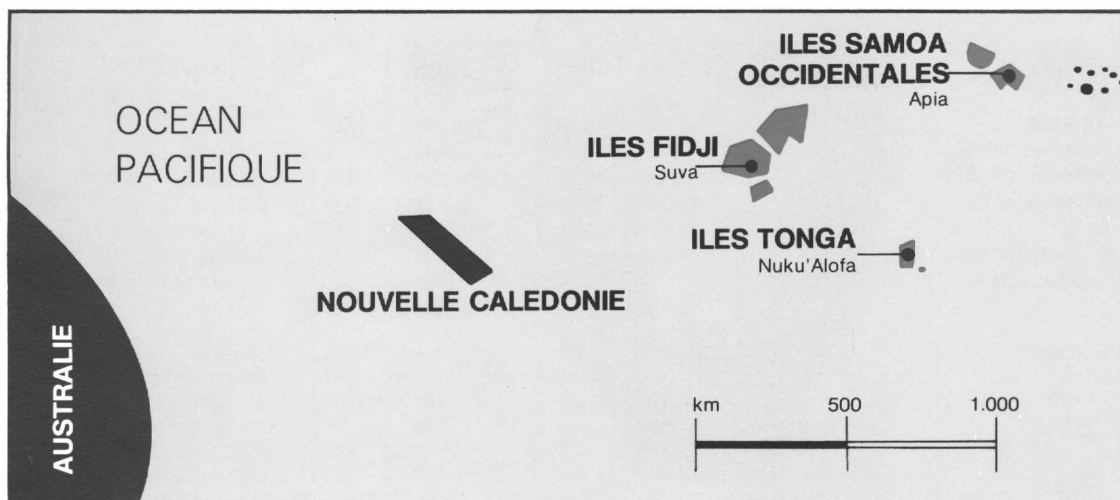 ILES SAMOA
OCCIDENTALES
Apia
OCEAN
PACIFIQUE
ILES FIDJI
Suva
ILES TONGA
Nuku'Alofa
NOUVELLE CALEDONIE
AUSTRALIE
km 500 1.000